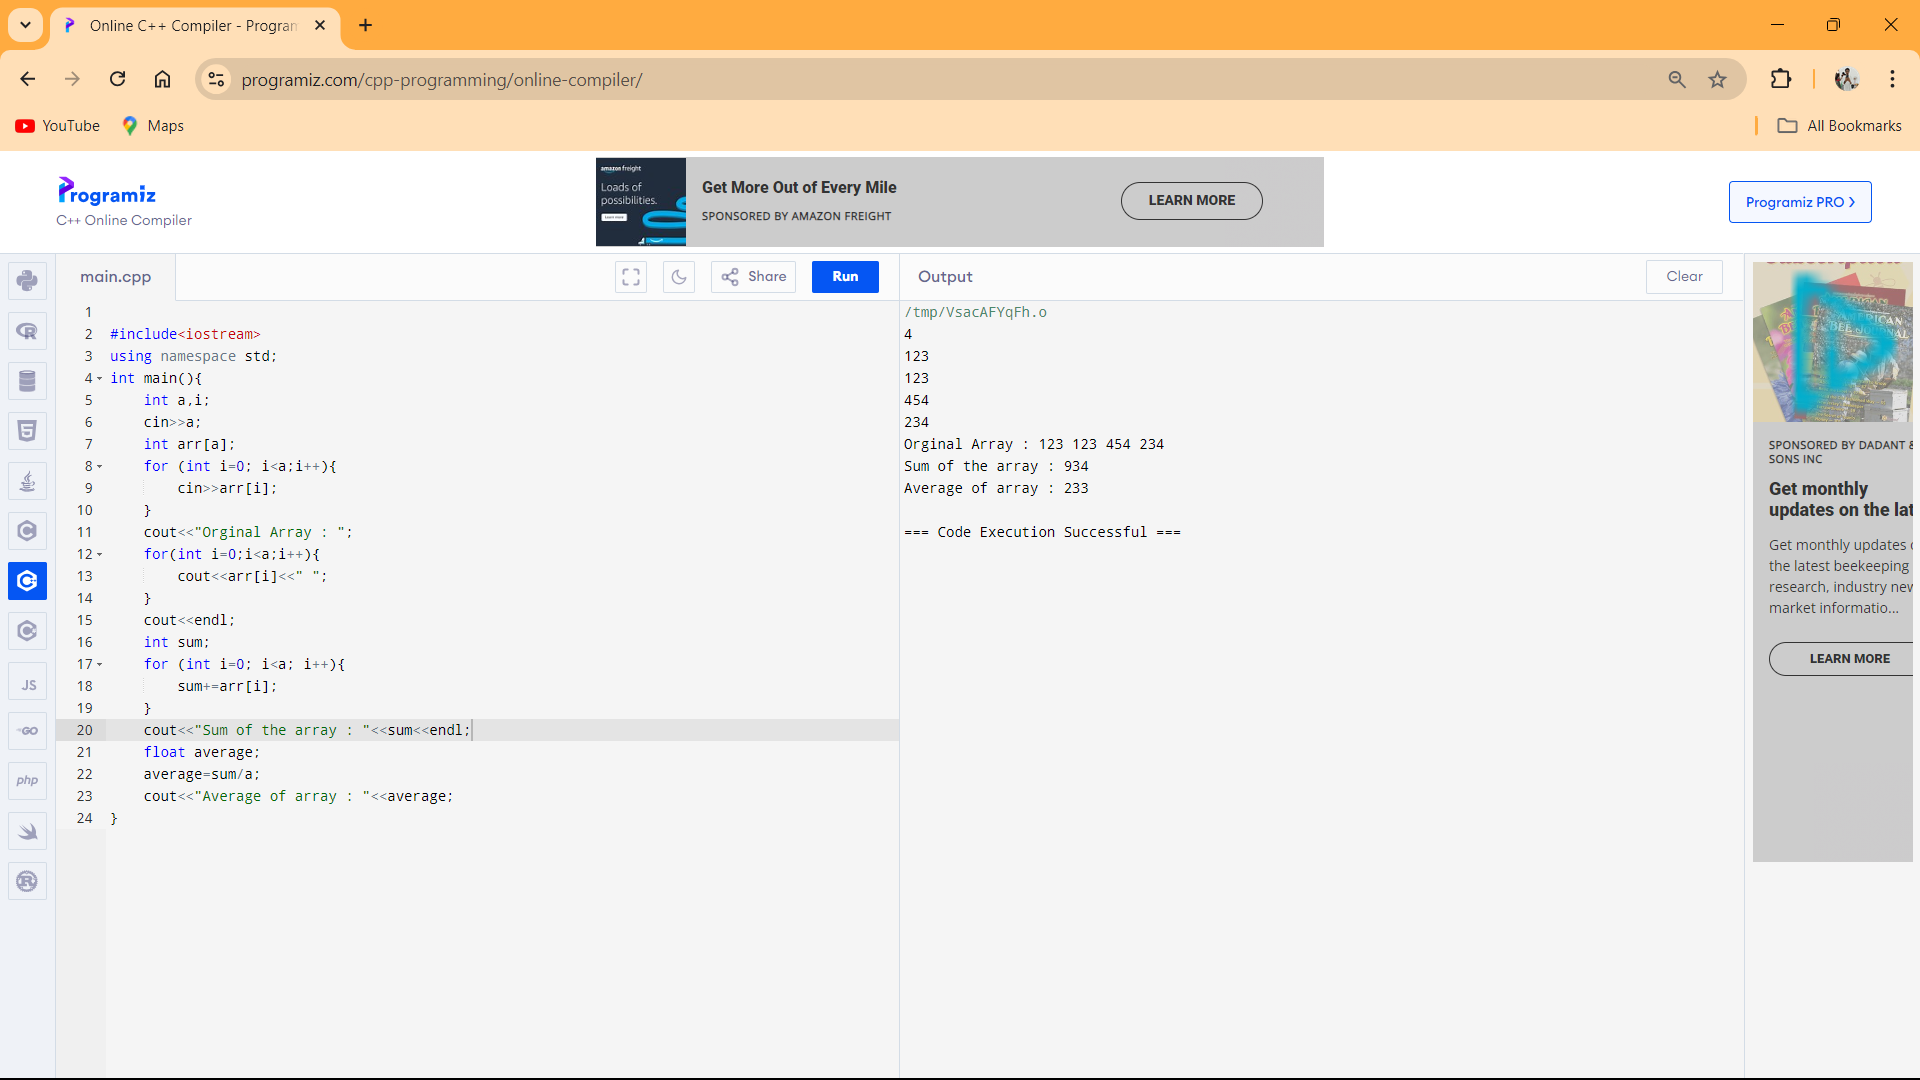 Online C++ Compiler - Program
programiz.com/cpp-programming/online-compiler/
YouTube
Maps
All Bookmarks
Programiz
C++ Online Compiler
amazon freight
Loads of
possibilities.
Learn more
Get More Out of Every Mile
SPONSORED BY AMAZON FREIGHT
LEARN MORE
Programiz PRO >
main.cpp
Share
Run
Output
Clear
1
2 #include<iostream>
3 using namespace std;
4 int main(){
5 int a,i;
6 cin>>a;
7 int arr[a];
8 for (int i=0; i<a;i++){
9 cin>>arr[i];
10 }
11 cout<<"Orginal Array : ";
12 for(int i=0;i<a;i++){
13 cout<<arr[i]<<" ";
14 }
15 cout<<endl;
16 int sum;
17 for (int i=0; i<a; i++){
18 sum+=arr[i];
19 }
20 cout<<"Sum of the array : "<<sum<<endl;
21 float average;
22 average=sum/a;
23 cout<<"Average of array : "<<average;
24 }
/tmp/VsacAFYqFh.o
4
123
123
454
234
Orginal Array : 123 123 454 234
Sum of the array : 934
Average of array : 233
=== Code Execution Successful ===
JS
GO
php
AMERICAN
BEE JOURNAL
SPONSORED BY DADANT &
SONS INC
Get monthly
updates on the lat
Get monthly updates o
the latest beekeeping
research, industry new
market informatio...
LEARN MORE